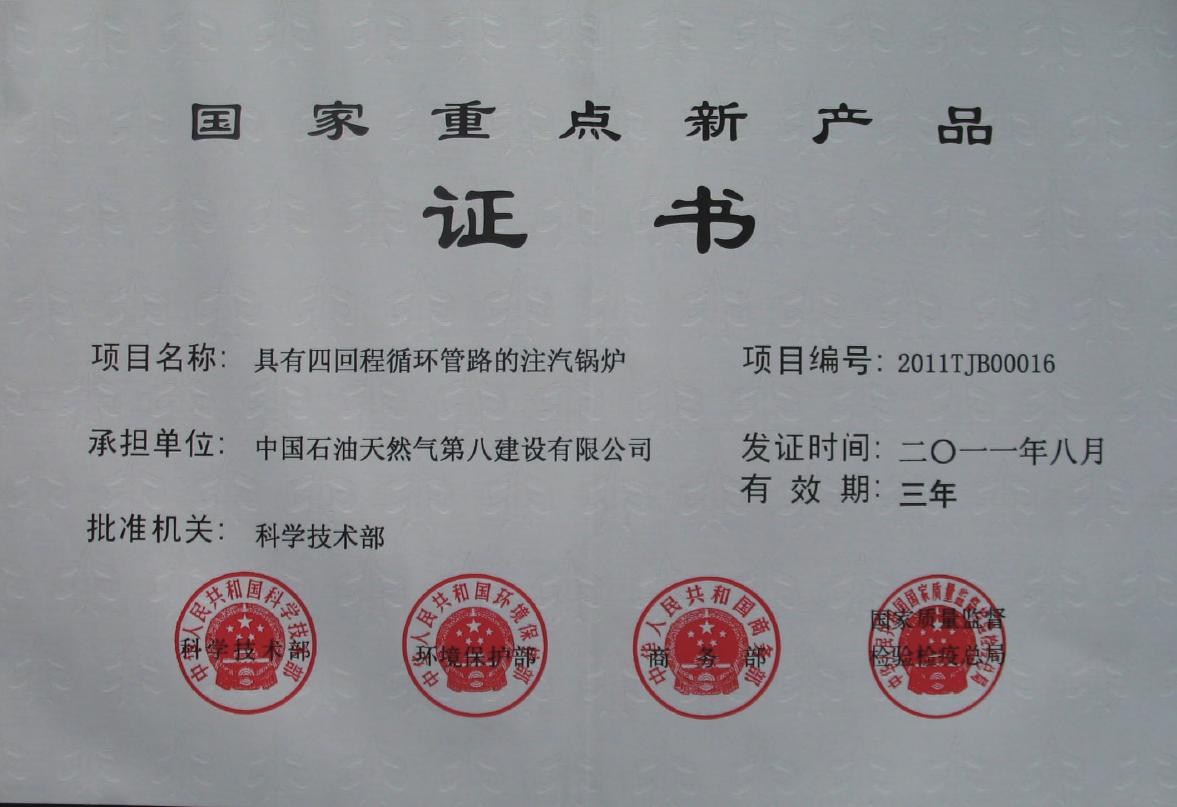 国家重点新产品
证书
项目名称：具有四回程循环管路的注汽锅炉
项目编号：2011TJB00016
承担单位：中国石油天然气第八建设有限公司
发证时间：二〇一一年八月
有效期：三年
批准机关：科学技术部
中华人民共和国科学技术部
科学技术部
中华人民共和国环境保护部
环境保护部
中华人民共和国商务部
商务部
国家质量监督
检验检疫总局